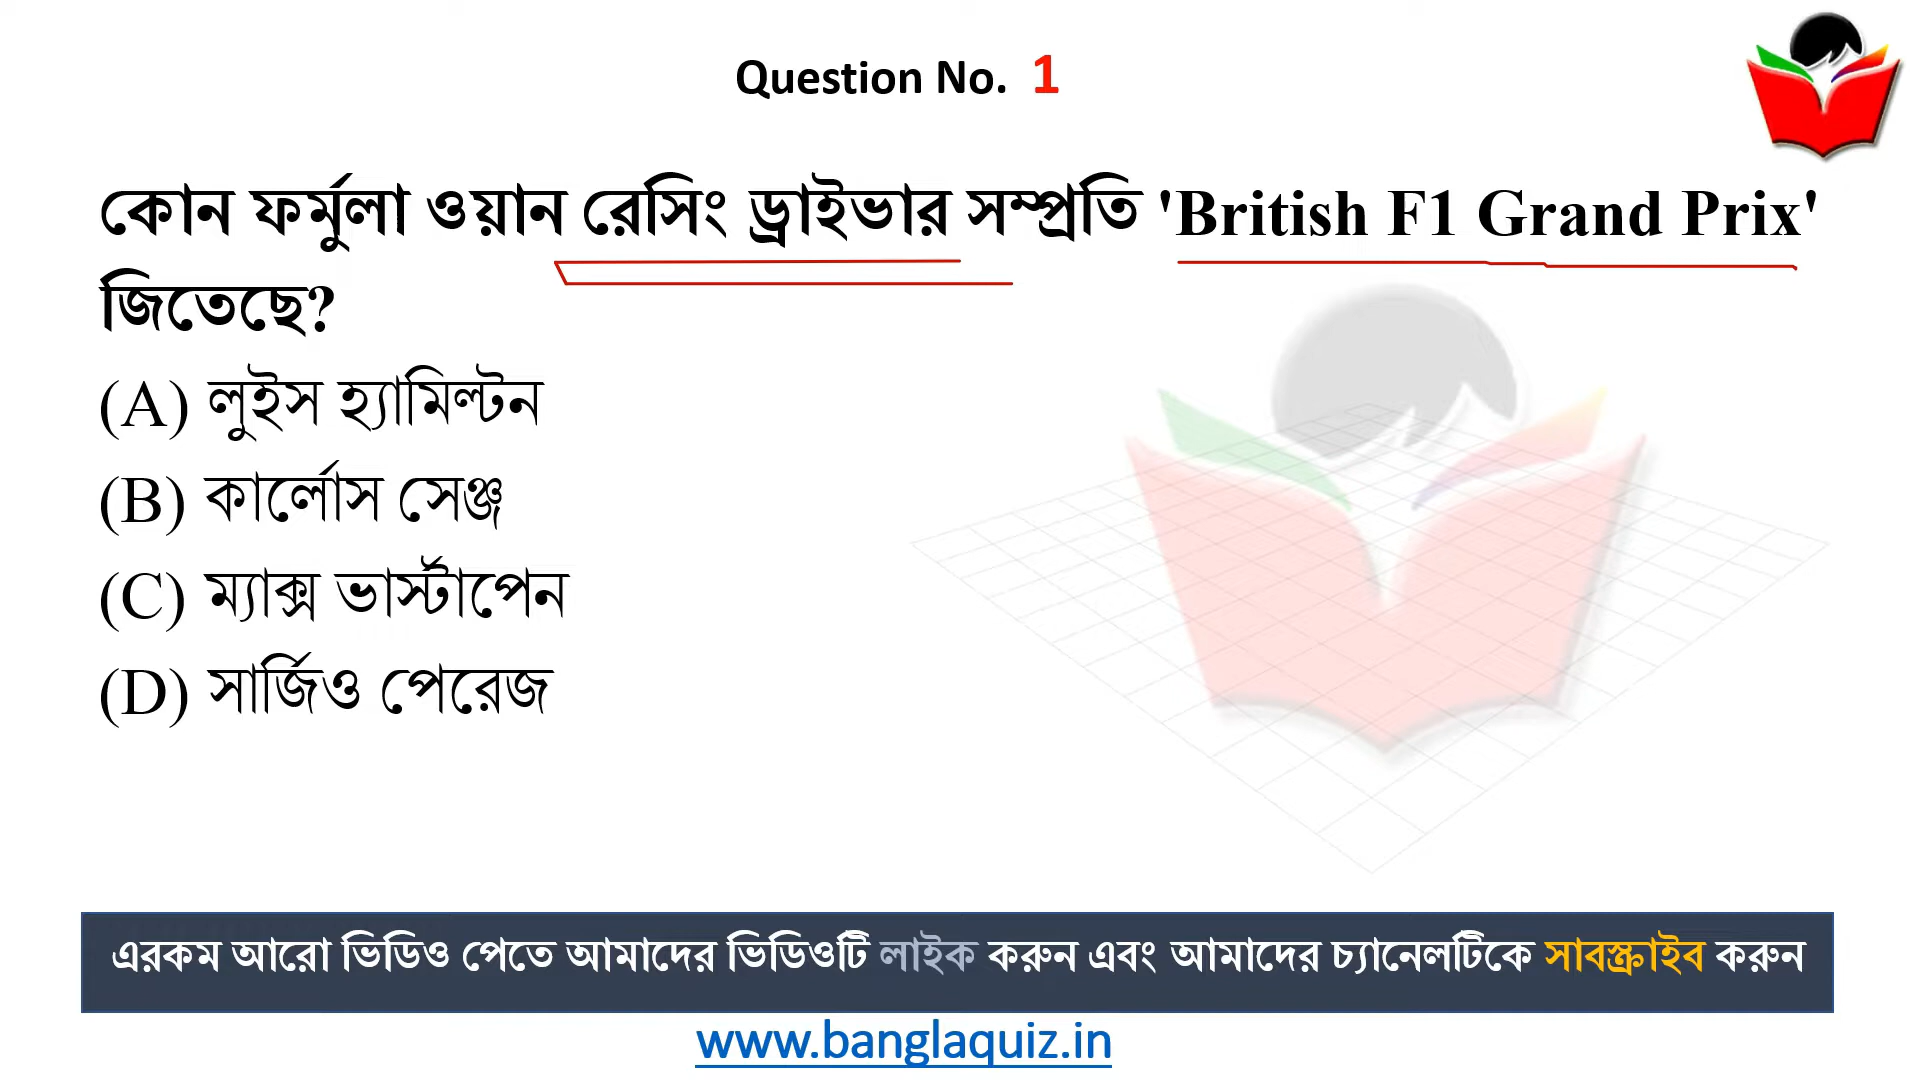 Question No. 1
কোন ফর্মুলা ওয়ান রেসিং ড্রাইভার সম্প্রতি 'British F1 Grand Prix'
জিতেছে?
(A) লুইস হ্যামিল্টন
(B) কার্লোস সেঞ্জ
(C) ম্যাক্স ভার্স্টাপেন
(D) সার্জিও পেরেজ
এরকম আরো ভিডিও পেতে আমাদের ভিডিওটি লাইক করুন এবং আমাদের চ্যানেলটিকে সাবস্ক্রাইব করুন
www.banglaquiz.in